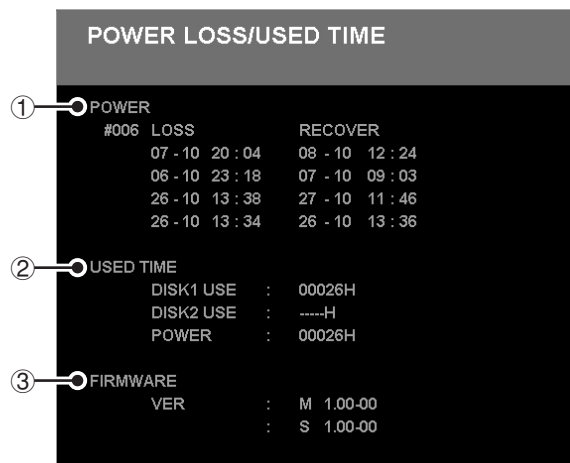 POWER LOSS/USED TIME
① POWER
#006 LOSS RECOVER
07 - 10 20 : 04 08 - 10 12 : 24
06 - 10 23 : 18 07 - 10 09 : 03
26 - 10 13 : 38 27 - 10 11 : 46
26 - 10 13 : 34 26 - 10 13 : 36
② USED TIME
DISK1 USE : 00026H
DISK2 USE : -----H
POWER : 00026H
③ FIRMWARE
VER : M 1.00-00
: S 1.00-00